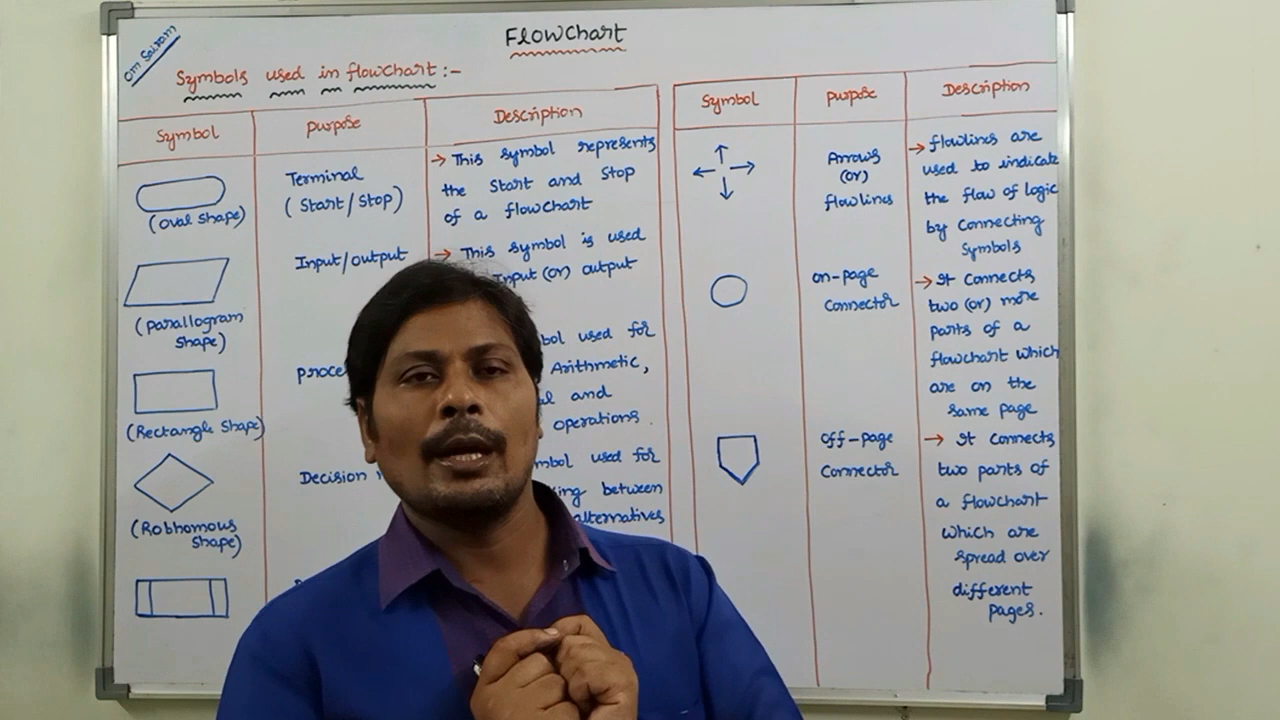 Om Sairam
Flowchart
Symbols used in flowchart :-
Symbol
Purpose
Description
(Oval Shape)
Terminal
(Start/Stop)
→ This symbol represents
the Start and Stop
of a flowchart
(parallogram
Shape)
Input/output
→ This symbol is used
Input (or) output
(Rectangle Shape)
bol used for
Arithmetic,
and
operations.
(Robhomous
Shape)
Decision
mbol used for
between
alternatives
Symbol
Purpose
Description
Arrows
(or)
flowlines
→ flowlines are
used to indicate
the flow of logic
by connecting
Symbols
on-page
Connector
→ It connects
two (or) more
parts of a
flowchart which
are on the
same page
off-page
Connector
→ It connects
two parts of
a flowchart
which are
spread over
different
pages.